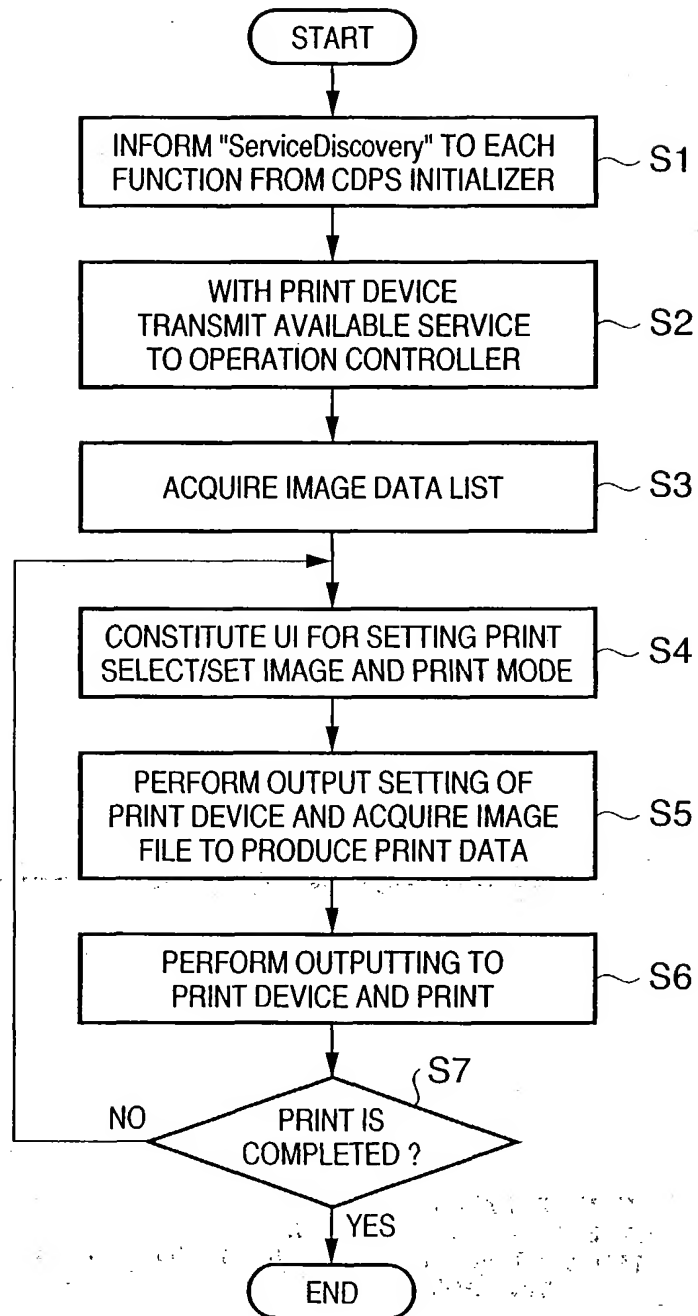 START
INFORM "ServiceDiscovery" TO EACH
FUNCTION FROM CDPS INITIALIZER
S1
WITH PRINT DEVICE
TRANSMIT AVAILABLE SERVICE
TO OPERATION CONTROLLER
S2
ACQUIRE IMAGE DATA LIST
S3
CONSTITUTE UI FOR SETTING PRINT
SELECT/SET IMAGE AND PRINT MODE
S4
PERFORM OUTPUT SETTING OF
PRINT DEVICE AND ACQUIRE IMAGE
FILE TO PRODUCE PRINT DATA
S5
PERFORM OUTPUTTING TO
PRINT DEVICE AND PRINT
S6
S7
NO
PRINT IS
COMPLETED ?
YES
END